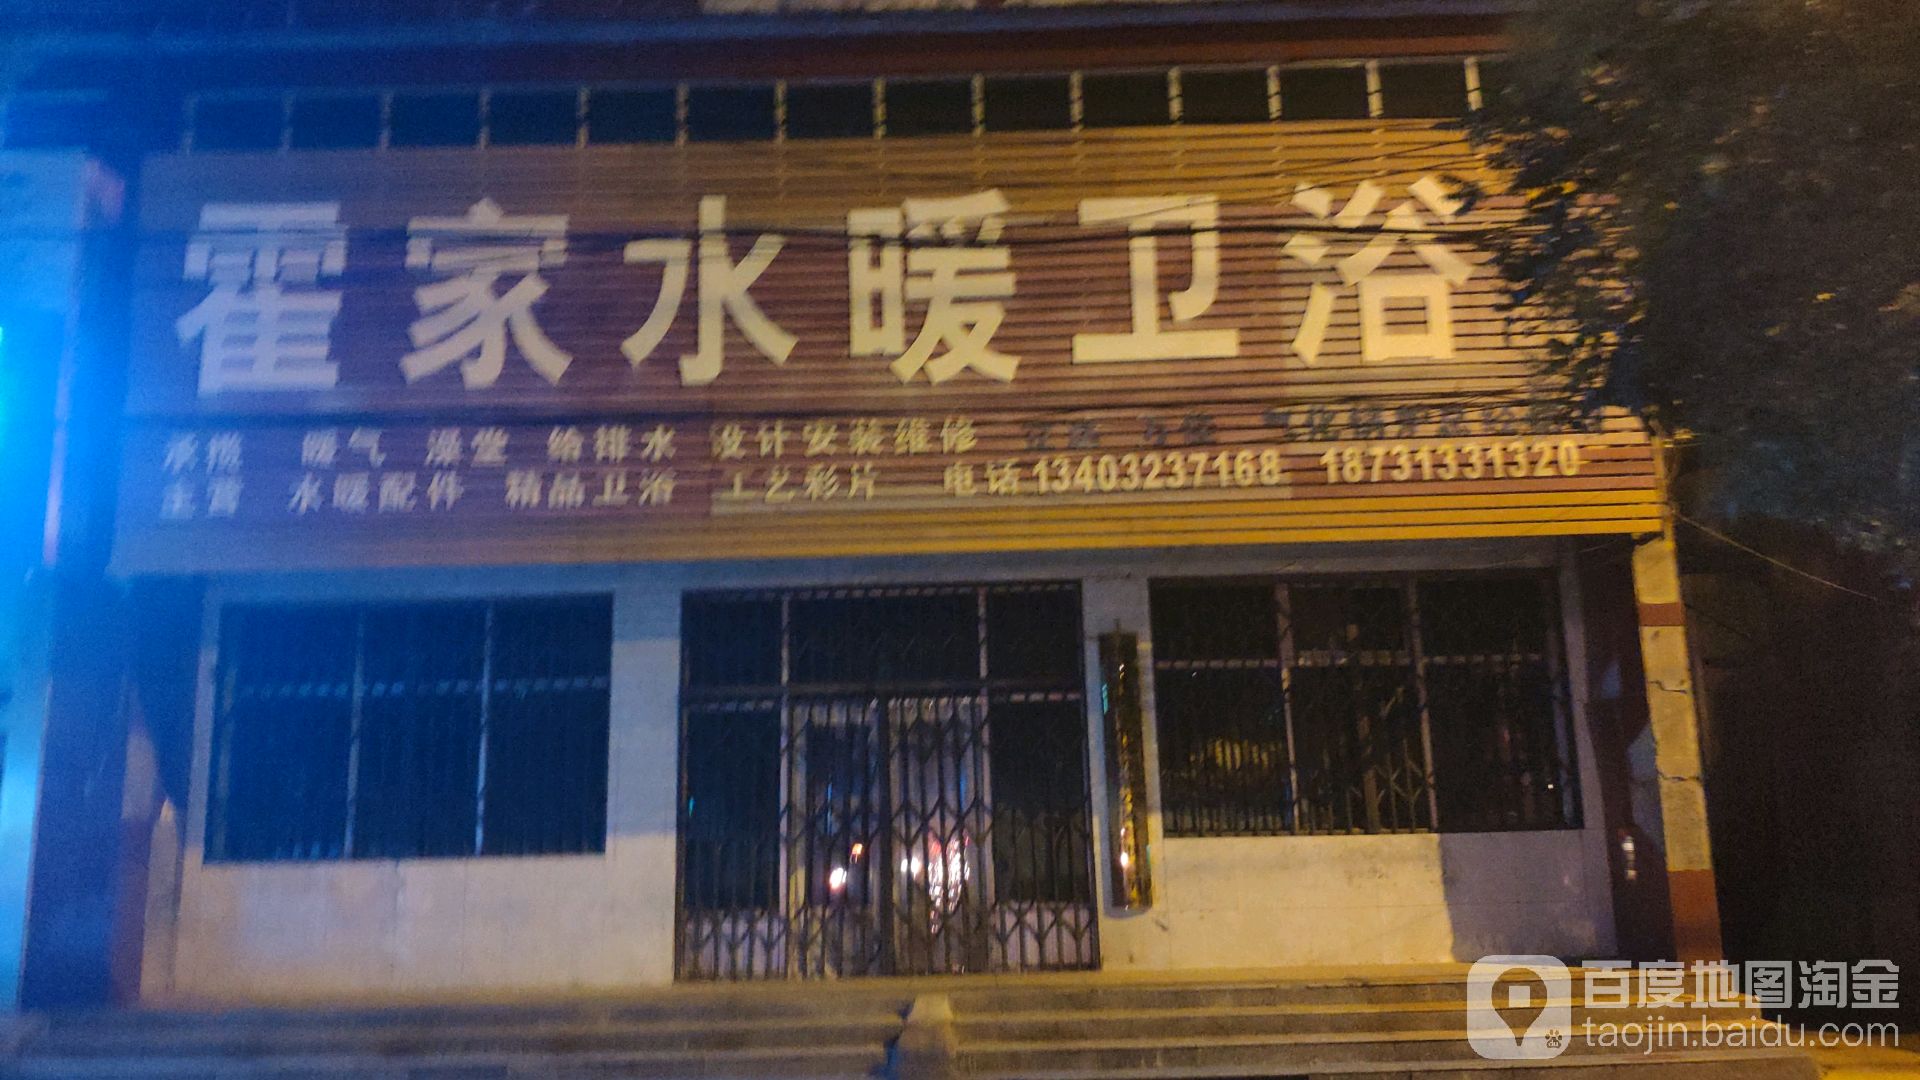 霍家水暖卫浴
承揽 暖气 澡堂 给排水 设计安装维修
主营 水暖配件 精品卫浴 工艺彩片 电话13403237168 18731331320
百度地图淘金
taojin.baidu.com